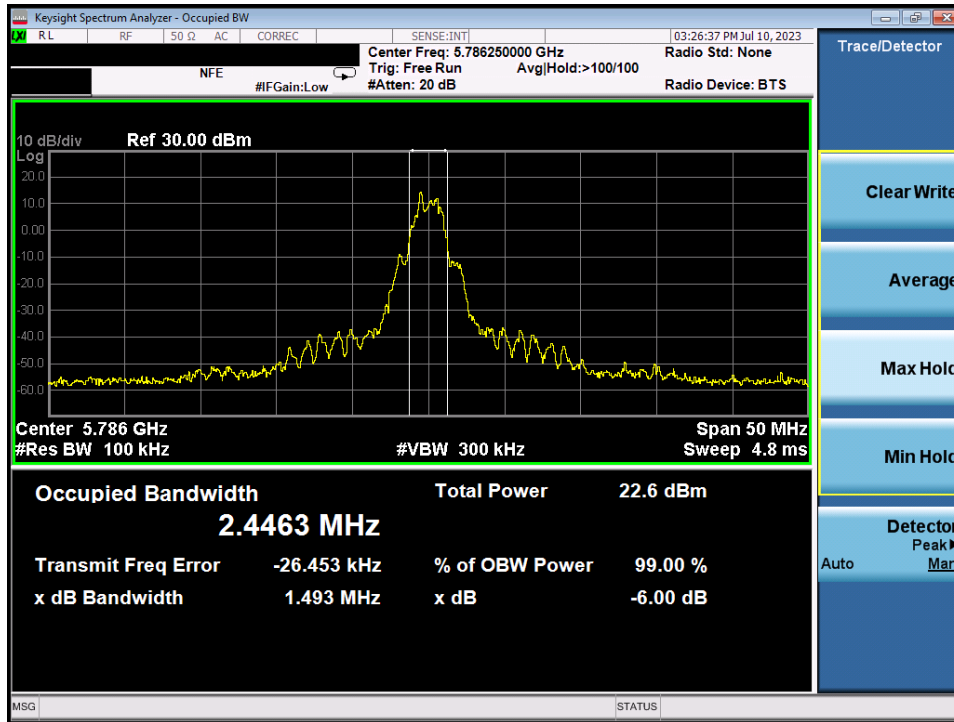 Keysight Spectrum Analyzer - Occupied BW
LXI RL RF 50 Ω AC CORREC SENSE:INT 03:26:37 PM Jul 10, 2023
Center Freq: 5.786250000 GHz Radio Std: None
NFE Trig: Free Run Avg|Hold:>100/100
#IFGain:Low #Atten: 20 dB Radio Device: BTS
10 dB/div Ref 30.00 dBm
Log
20.0
10.0
0.00
-10.0
-20.0
-30.0
-40.0
-50.0
-60.0
Center 5.786 GHz Span 50 MHz
#Res BW 100 kHz #VBW 300 kHz Sweep 4.8 ms
Occupied Bandwidth Total Power 22.6 dBm
2.4463 MHz
Transmit Freq Error -26.453 kHz % of OBW Power 99.00 %
x dB Bandwidth 1.493 MHz x dB -6.00 dB
MSG STATUS
Trace/Detector
Clear Write
Average
Max Hold
Min Hold
Detector
Peak
Auto Man